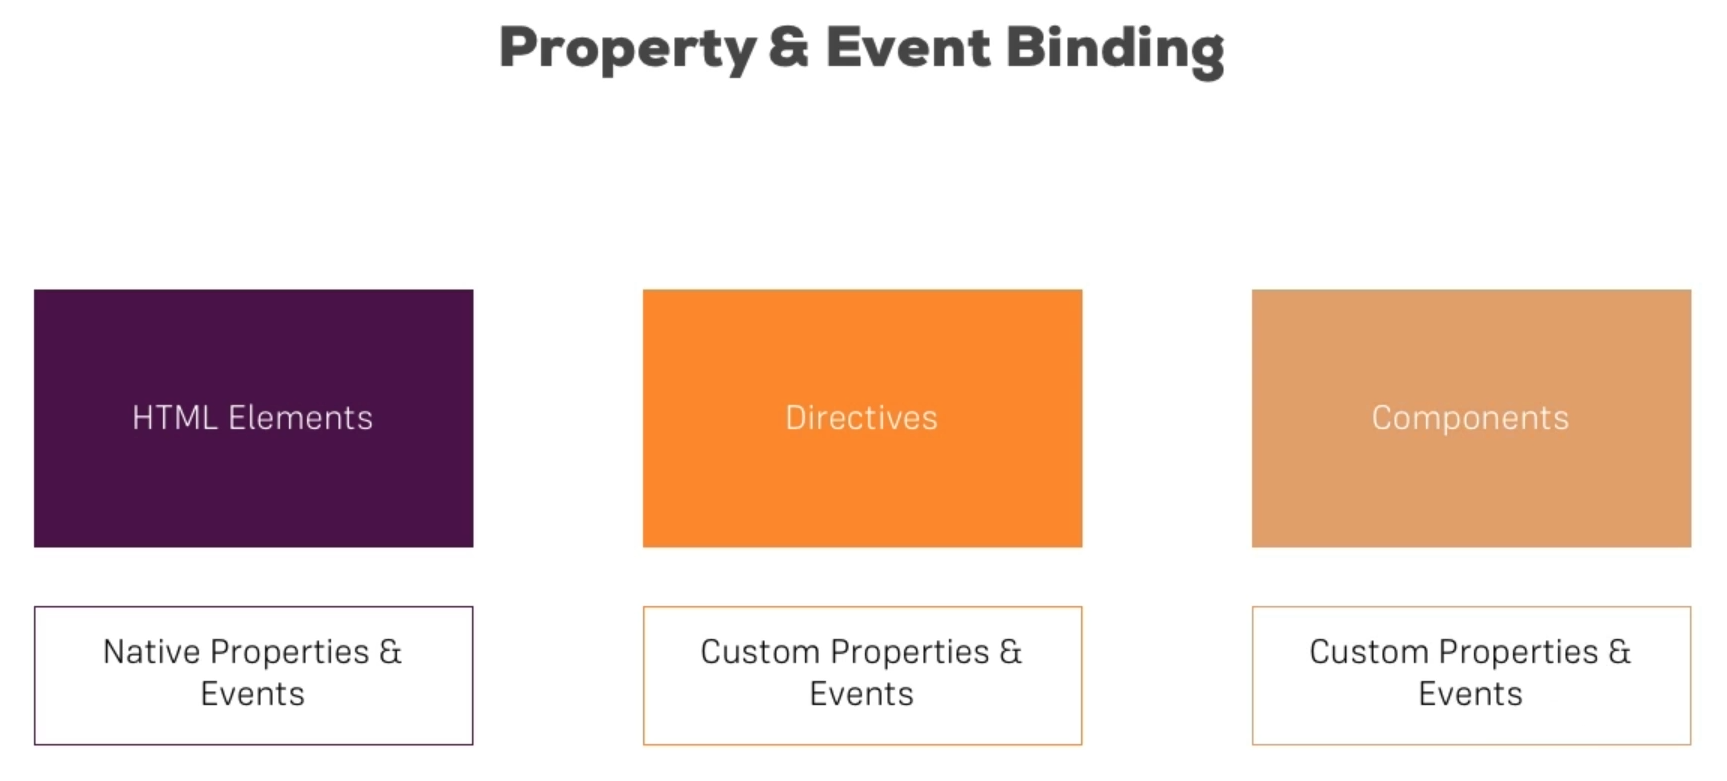 Property & Event Binding
HTML Elements
Directives
Components
Native Properties &
Events
Custom Properties &
Events
Custom Properties &
Events